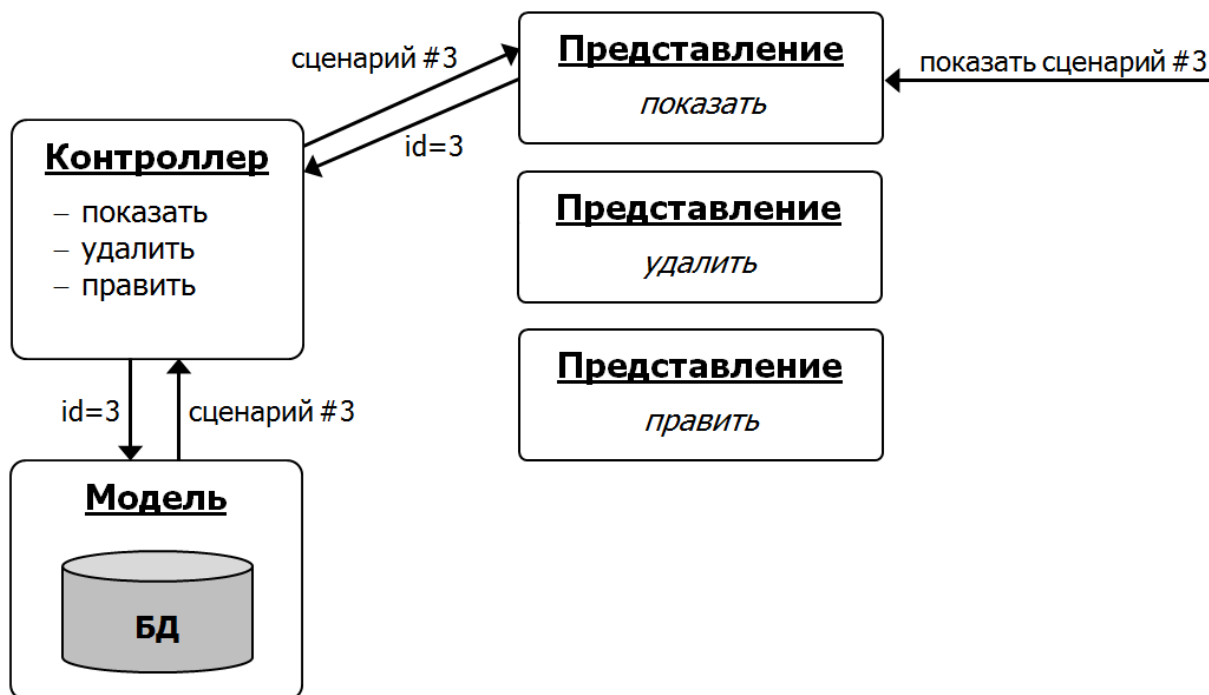 сценарий #3
Представление
показать
показать сценарий #3
id=3
Контроллер
– показать
– удалить
– править
Представление
удалить
Представление
править
id=3
сценарий #3
Модель
БД